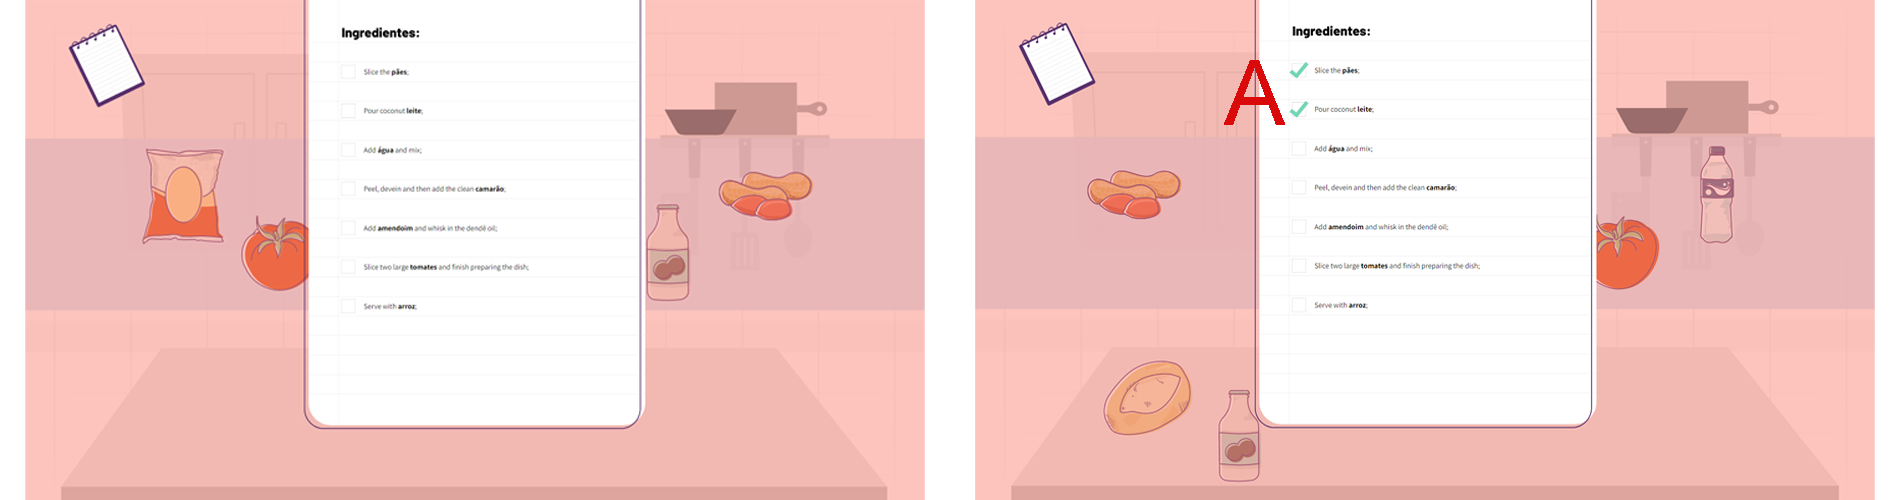 Ingredientes:
Slice the pães;
Pour coconut leite;
Add água and mix;
Peel, devein and then add the clean camarão;
Add amendoim and whisk in the dendê oil;
Slice two large tomates and finish preparing the dish;
Serve with arroz;
Ingredientes:
A
Slice the pães;
Pour coconut leite;
Add água and mix;
Peel, devein and then add the clean camarão;
Add amendoim and whisk in the dendê oil;
Slice two large tomates and finish preparing the dish;
Serve with arroz;